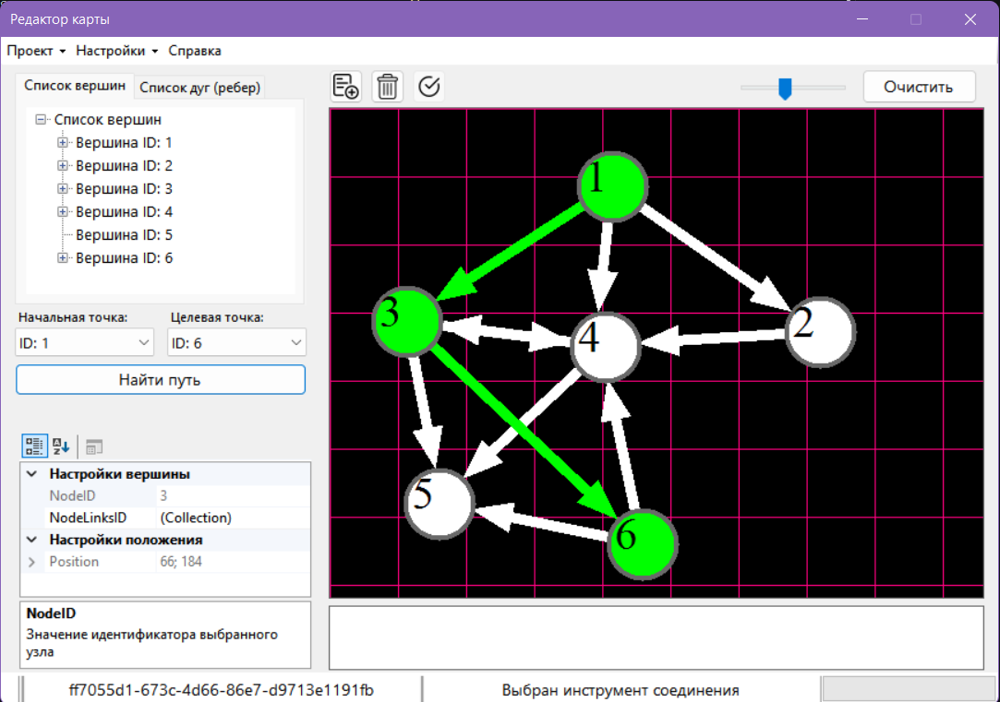 Редактор карты
Проект Настройки Справка
Список вершин Список дуг (ребер)
Очистить
Список вершин
Вершина ID: 1
Вершина ID: 2
Вершина ID: 3
Вершина ID: 4
Вершина ID: 5
Вершина ID: 6
Начальная точка: Целевая точка:
ID: 1 ID: 6
Найти путь
A
Z
Настройки вершины
NodeID 3
NodeLinksID (Collection)
Настройки положения
Position 66; 184
NodeID
Значение идентификатора выбранного
узла
1
2
3
4
5
6
ff7055d1-673c-4d66-86e7-d9713e1191fb Выбран инструмент соединения